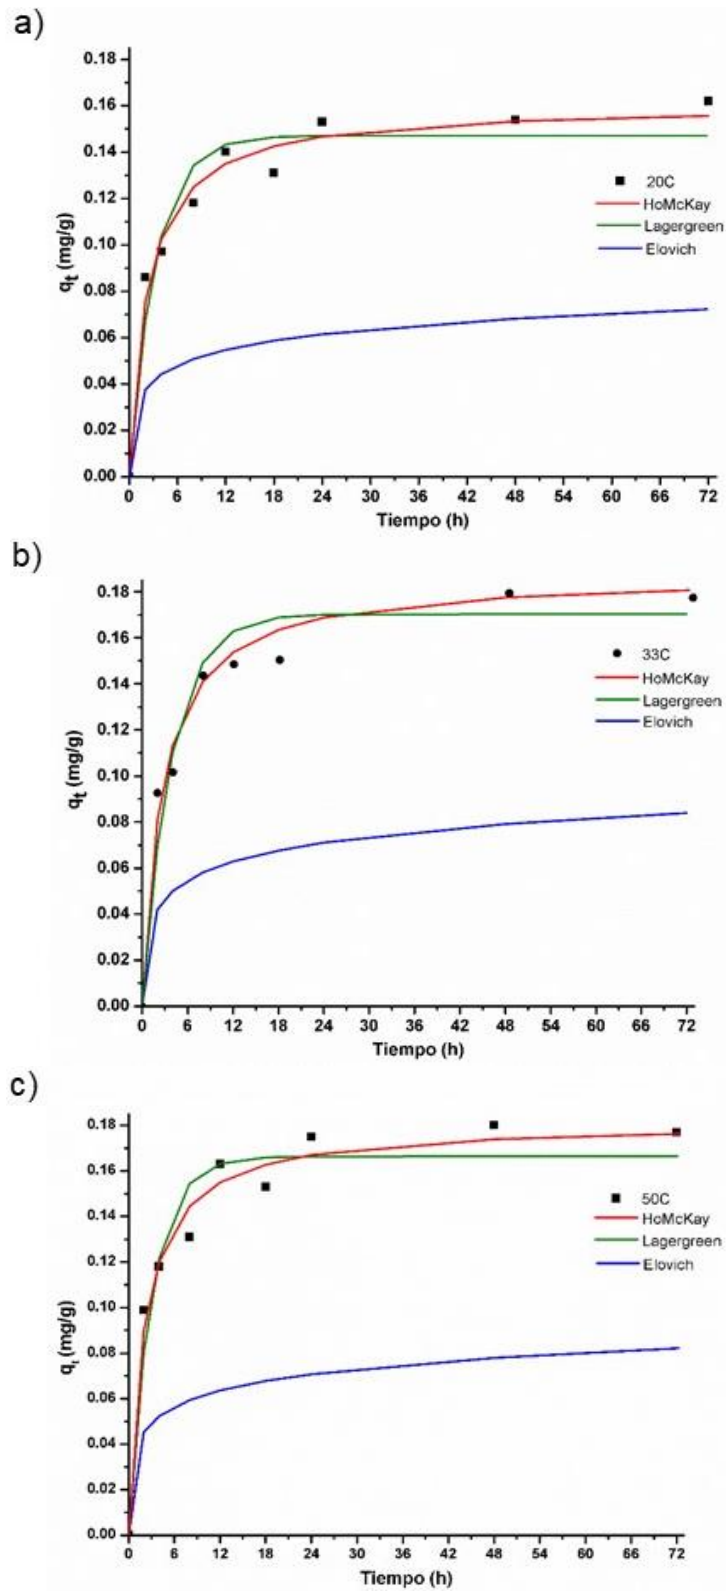 a)
0.18
0.16
0.14
0.12
0.10
0.08
0.06
0.04
0.02
0.00
qt (mg/g)
20C
HoMcKay
Lagergreen
Elovich
0 6 12 18 24 30 36 42 48 54 60 66 72
Tiempo (h)
b)
0.18
0.16
0.14
0.12
0.10
0.08
0.06
0.04
0.02
0.00
qt (mg/g)
33C
HoMcKay
Lagergreen
Elovich
0 6 12 18 24 30 36 42 48 54 60 66 72
Tiempo (h)
c)
0.18
0.16
0.14
0.12
0.10
0.08
0.06
0.04
0.02
0.00
qt (mg/g)
50C
HoMcKay
Lagergreen
Elovich
0 6 12 18 24 30 36 42 48 54 60 66 72
Tiempo (h)